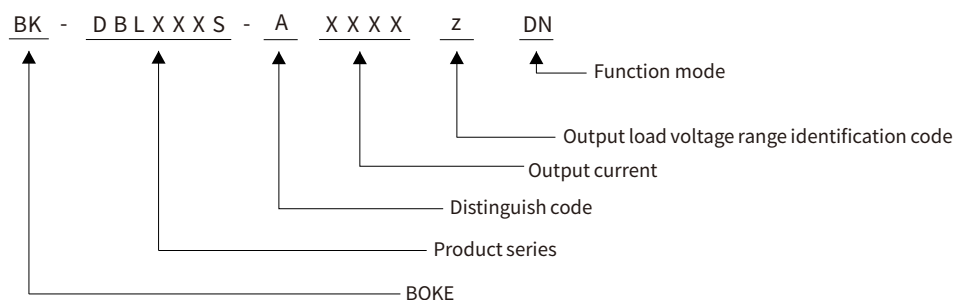 BK - DBLXXXS - A XXXX z DN
Function mode
Output load voltage range identification code
Output current
Distinguish code
Product series
BOKE